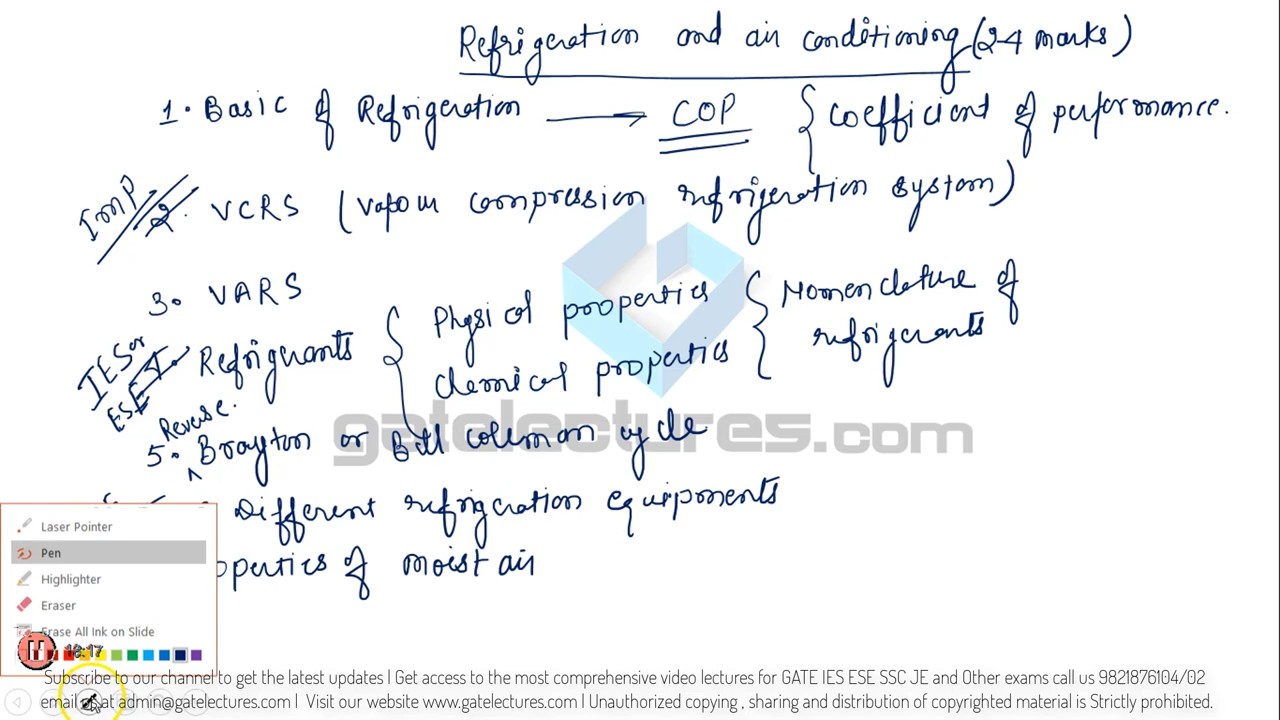 Refrigeration and air conditioning (24 marks)
1. Basic of Refrigeration → COP { Coefficient of performance.
Imp 2. VCRS (Vapour compression refrigeration system)
3. VARS
IES or ESE 4. Refrigerants { Physical properties { Nomenclature of
chemical properties refrigerants
Reverse
5. ^ Brayton or Bell coleman cycle
gatelectures.com
Different refrigeration equipments
operties of moist air
Laser Pointer
Pen
Highlighter
Eraser
Erase All Ink on Slide
18:17
Subscribe to our channel to get the latest updates | Get access to the most comprehensive video lectures for GATE IES ESE SSC JE and Other exams call us 9821876104/02
email at admin@gatelectures.com | Visit our website www.gatelectures.com | Unauthorized copying , sharing and distribution of copyrighted material is Strictly prohibited.